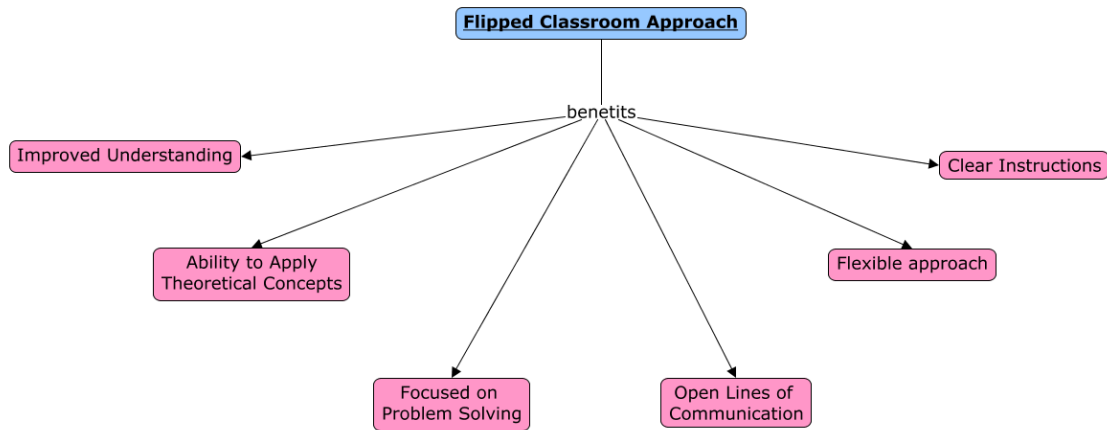 Flipped Classroom Approach
benetits
Improved Understanding
Clear Instructions
Ability to Apply
Theoretical Concepts
Flexible approach
Focused on
Problem Solving
Open Lines of
Communication